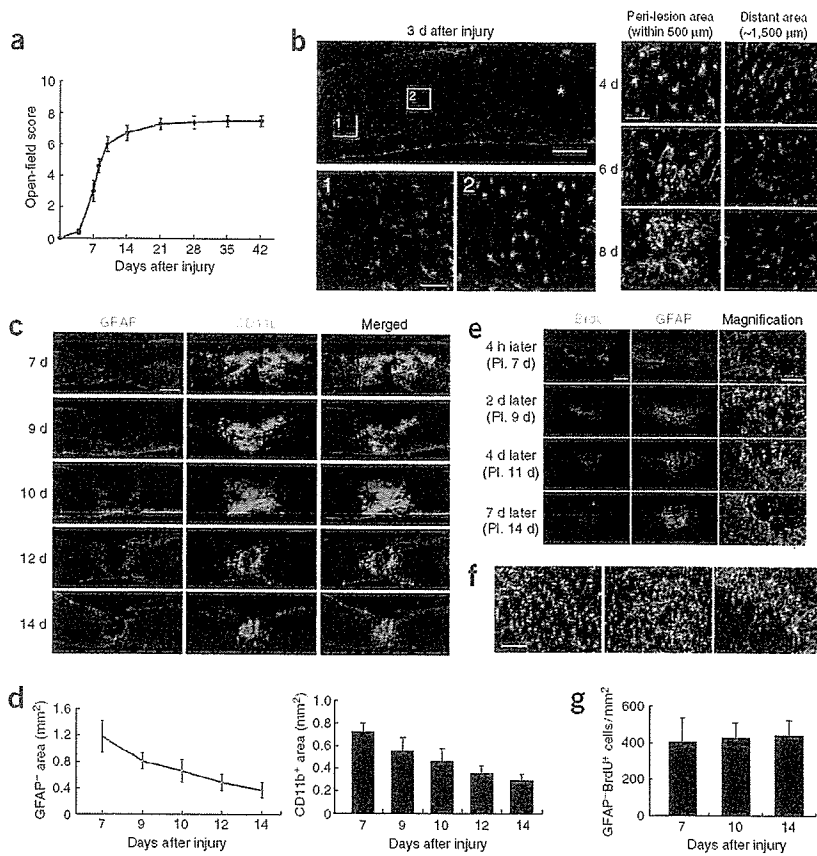 a
Open-field score
10
8
6
4
2
0
7 14 21 28 35 42
Days after injury
b
3 d after injury
1
2
*
1
2
Peri-lesion area
(within 500 μm)
Distant area
(~1,500 μm)
4 d
6 d
8 d
c
GFAP
CD11b
Merged
7 d
9 d
10 d
12 d
14 d
e
BrdU
GFAP
Magnification
4 h later
(PI. 7 d)
2 d later
(PI. 9 d)
4 d later
(PI. 11 d)
7 d later
(PI. 14 d)
f
d
GFAP⁻ area (mm²)
1.6
1.2
0.8
0.4
0
7 9 10 12 14
Days after injury
CD11b⁺ area (mm²)
1.0
0.8
0.6
0.4
0.2
0
7 9 10 12 14
Days after injury
g
GFAP⁻BrdU⁺ cells/mm²
600
400
200
0
7 10 14
Days after injury